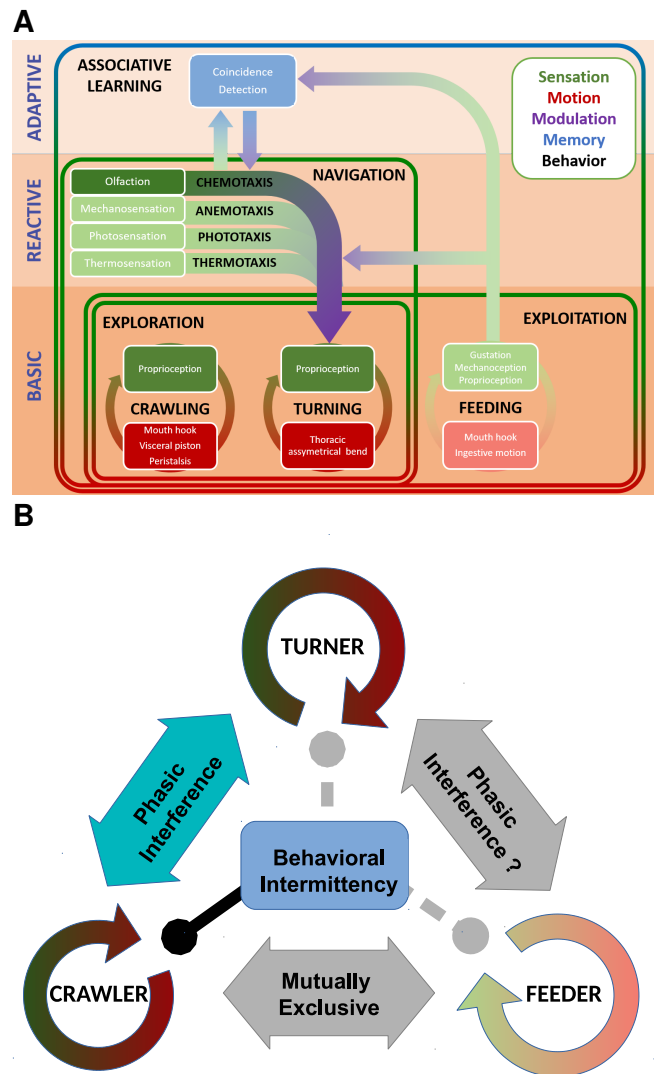 A
ADAPTIVE
ASSOCIATIVE
LEARNING
Coincidence
Detection
Sensation
Motion
Modulation
Memory
Behavior
REACTIVE
NAVIGATION
Olfaction
CHEMOTAXIS
Mechanosensation
ANEMOTAXIS
Photosensation
PHOTOTAXIS
Thermosensation
THERMOTAXIS
BASIC
EXPLORATION
EXPLOITATION
Proprioception
CRAWLING
Mouth hook
Visceral piston
Peristalsis
Proprioception
TURNING
Thoracic
assymetrical bend
Gustation
Mechanoception
Proprioception
FEEDING
Mouth hook
Ingestive motion
B
TURNER
Phasic
Interference
Phasic
Interference ?
Behavioral
Intermittency
CRAWLER
Mutually
Exclusive
FEEDER